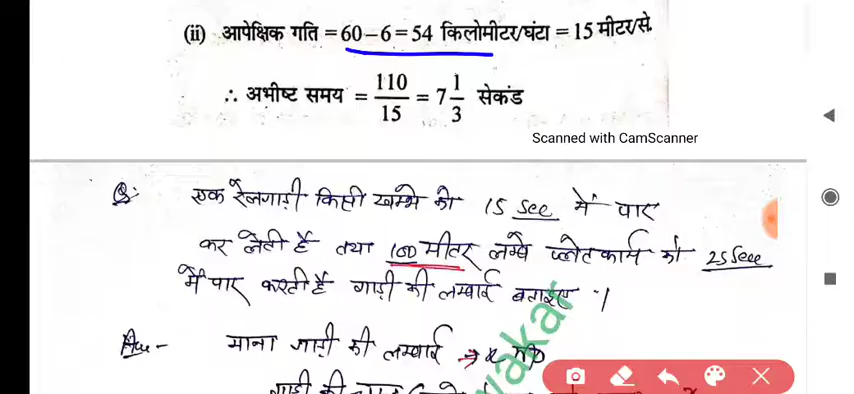 (ii) आपेक्षिक गति = 60–6 = 54 किलोमीटर/घंटा = 15 मीटर/से.
∴ अभीष्ट समय = 110/15 = 7 1/3 सेकंड
Scanned with CamScanner
Q: एक रेलगाड़ी किसी खम्भे को 15 Sec में पार
कर लेती है तथा 100 मीटर लम्बे प्लेटफार्म को 25 Sec
में पार करती है गाड़ी की लम्बाई बताइए ।
Ans - माना गाड़ी की लम्बाई → x
गाड़ी की चाल
wakar